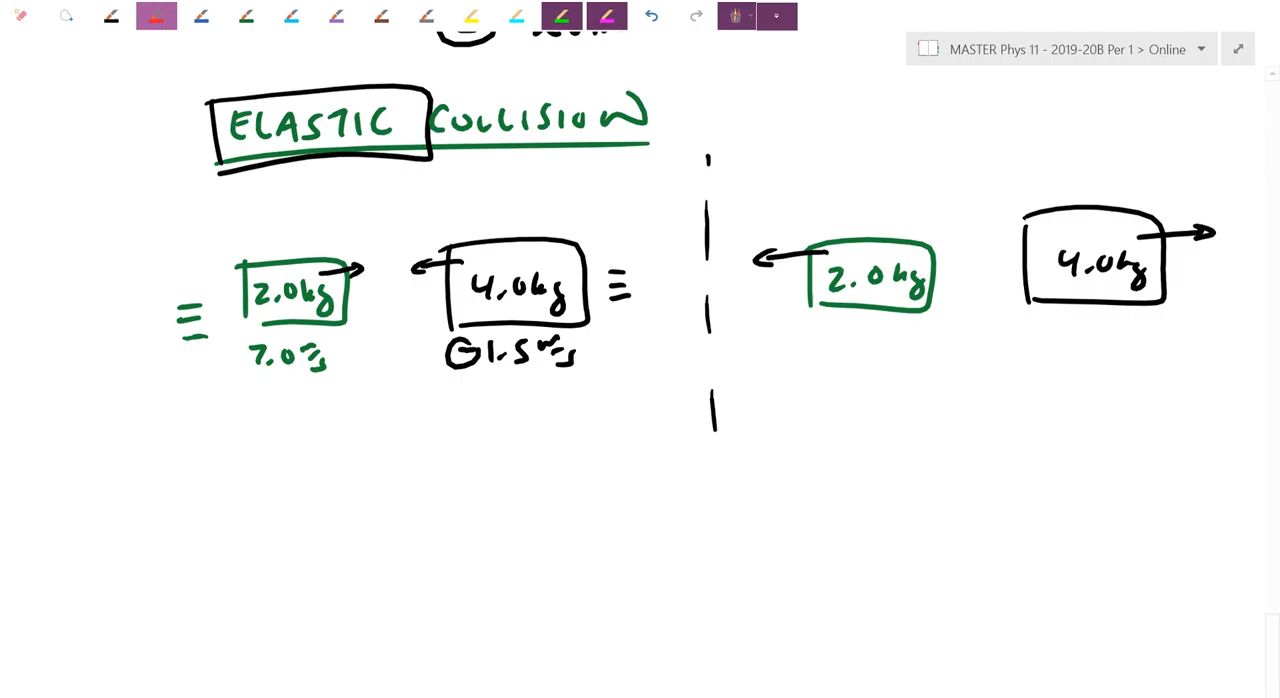 MASTER Phys 11 - 2019-20B Per 1 > Online
ELASTIC COLLISION
2.0kg
4.0kg
2.0kg
4.0kg
7.0 m/s
⊖1.5 m/s